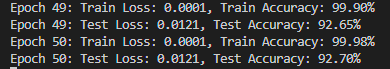 Epoch 49: Train Loss: 0.0001, Train Accuracy: 99.90%
Epoch 49: Test Loss: 0.0121, Test Accuracy: 92.65%
Epoch 50: Train Loss: 0.0001, Train Accuracy: 99.98%
Epoch 50: Test Loss: 0.0121, Test Accuracy: 92.70%